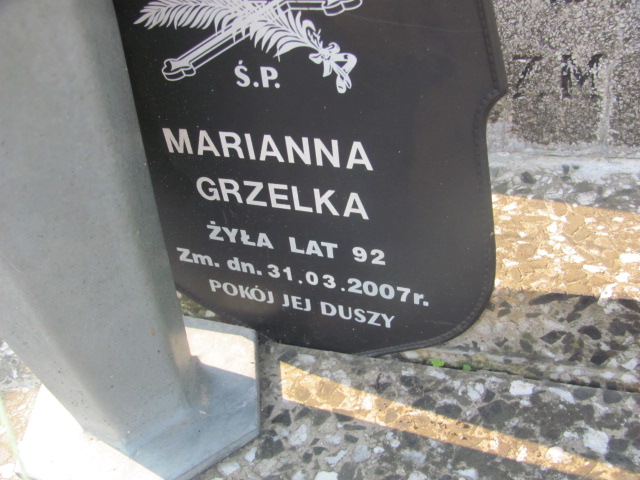 Ś.P.
MARIANNA
GRZELKA
ŻYŁA LAT 92
Zm. dn. 31.03.2007r.
POKÓJ JEJ DUSZY